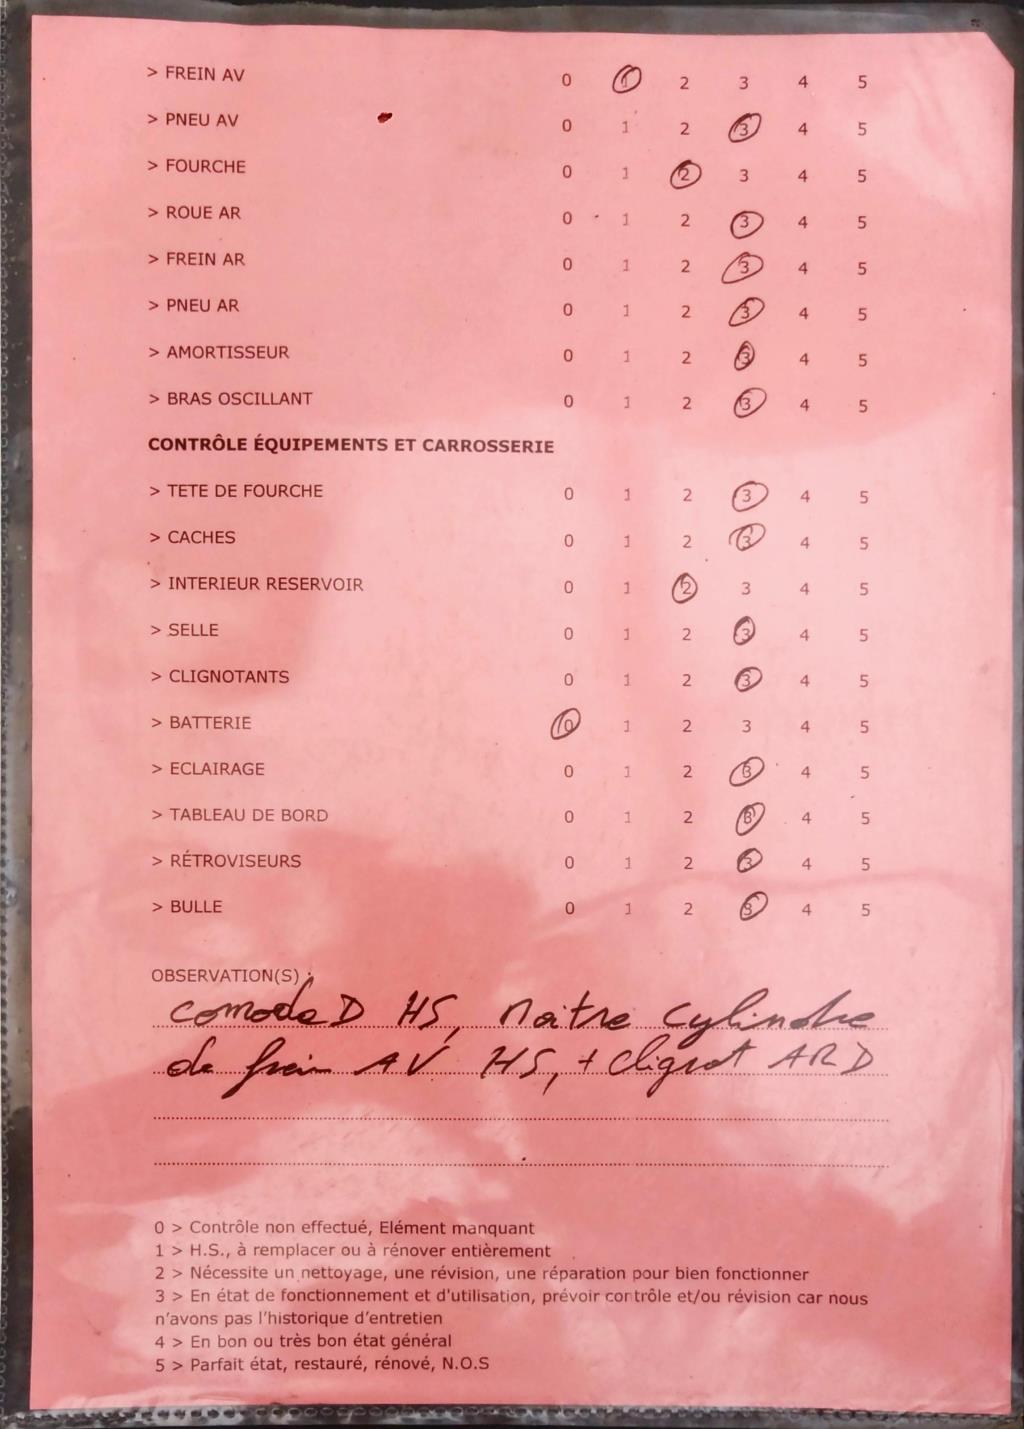 > FREIN AV 0 1 2 3 4 5
> PNEU AV 0 1 2 3 4 5
> FOURCHE 0 1 2 3 4 5
> ROUE AR 0 1 2 3 4 5
> FREIN AR 0 1 2 3 4 5
> PNEU AR 0 1 2 3 4 5
> AMORTISSEUR 0 1 2 3 4 5
> BRAS OSCILLANT 0 1 2 3 4 5
CONTRÔLE ÉQUIPEMENTS ET CARROSSERIE
> TETE DE FOURCHE 0 1 2 3 4 5
> CACHES 0 1 2 3 4 5
> INTERIEUR RESERVOIR 0 1 2 3 4 5
> SELLE 0 1 2 3 4 5
> CLIGNOTANTS 0 1 2 3 4 5
> BATTERIE 0 1 2 3 4 5
> ECLAIRAGE 0 1 2 3 4 5
> TABLEAU DE BORD 0 1 2 3 4 5
> RÉTROVISEURS 0 1 2 3 4 5
> BULLE 0 1 2 3 4 5
OBSERVATION(S) :
comodo D HS, Maitre cylindre
de frein AV HS, + clignot ARD
0 > Contrôle non effectué, Elément manquant
1 > H.S., à remplacer ou à rénover entièrement
2 > Nécessite un nettoyage, une révision, une réparation pour bien fonctionner
3 > En état de fonctionnement et d'utilisation, prévoir contrôle et/ou révision car nous
n'avons pas l'historique d'entretien
4 > En bon ou très bon état général
5 > Parfait état, restauré, rénové, N.O.S